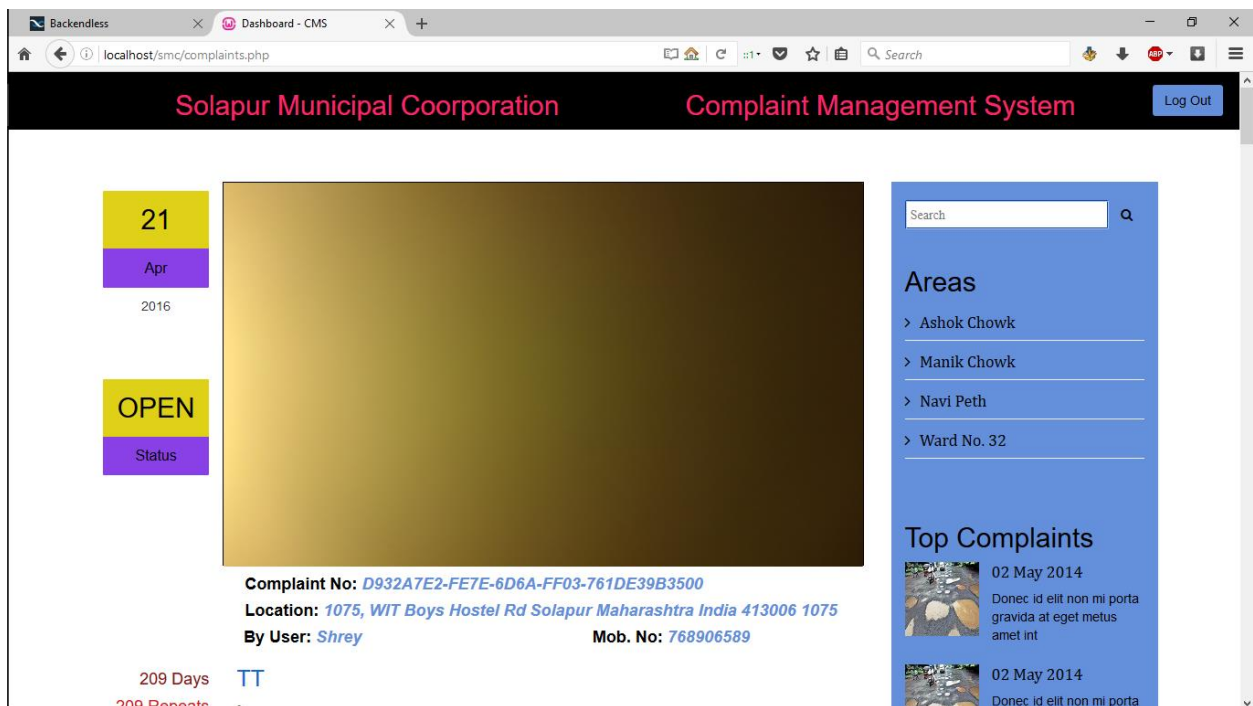 Backendless
Dashboard - CMS
localhost/smc/complaints.php
::1
Search
ABP
Solapur Municipal Coorporation
Complaint Management System
Log Out
21
Apr
2016
OPEN
Status
Complaint No: D932A7E2-FE7E-6D6A-FF03-761DE39B3500
Location: 1075, WIT Boys Hostel Rd Solapur Maharashtra India 413006 1075
By User: Shrey
Mob. No: 768906589
209 Days
TT
209 Repeats
Search
Areas
Ashok Chowk
Manik Chowk
Navi Peth
Ward No. 32
Top Complaints
02 May 2014
Donec id elit non mi porta
gravida at eget metus
amet int
02 May 2014
Donec id elit non mi porta